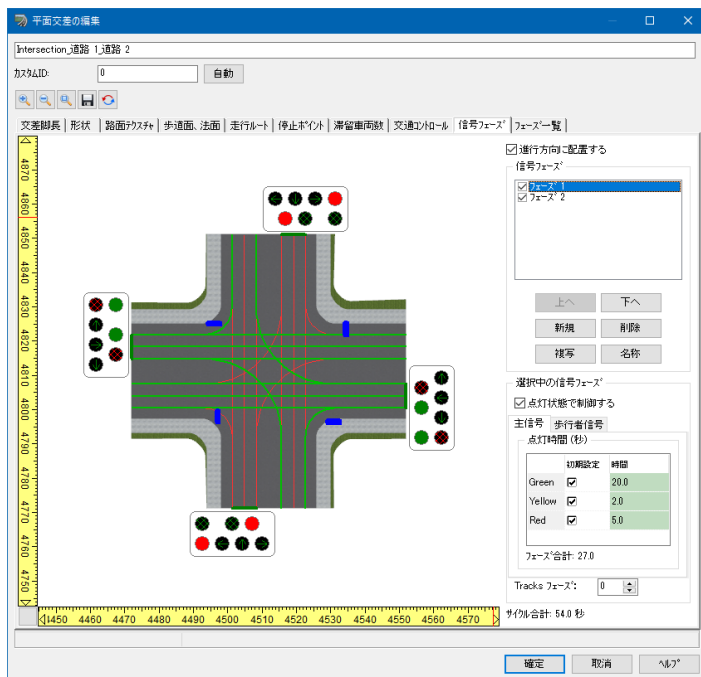 平面交差の編集
Intersection_道路 1_道路 2
カスタムID:
0
自動
交差脚長
形状
路面テクスチャ
歩道面、法面
走行ルート
停止ポイント
滞留車両数
交通コントロール
信号フェーズ
フェーズ一覧
進行方向に配置する
信号フェーズ
フェーズ 1
フェーズ 2
上へ
下へ
新規
削除
複写
名称
選択中の信号フェーズ
点灯状態で制御する
主信号
歩行者信号
点灯時間 (秒)
初期設定 時間
Green 20.0
Yellow 2.0
Red 5.0
フェーズ合計: 27.0
Tracks フェーズ: 0
サイクル合計: 54.0 秒
4870
4860
4850
4840
4830
4820
4810
4800
4790
4780
4770
4760
4750
4450 4460 4470 4480 4490 4500 4510 4520 4530 4540 4550 4560 4570
確定
取消
ヘルプ